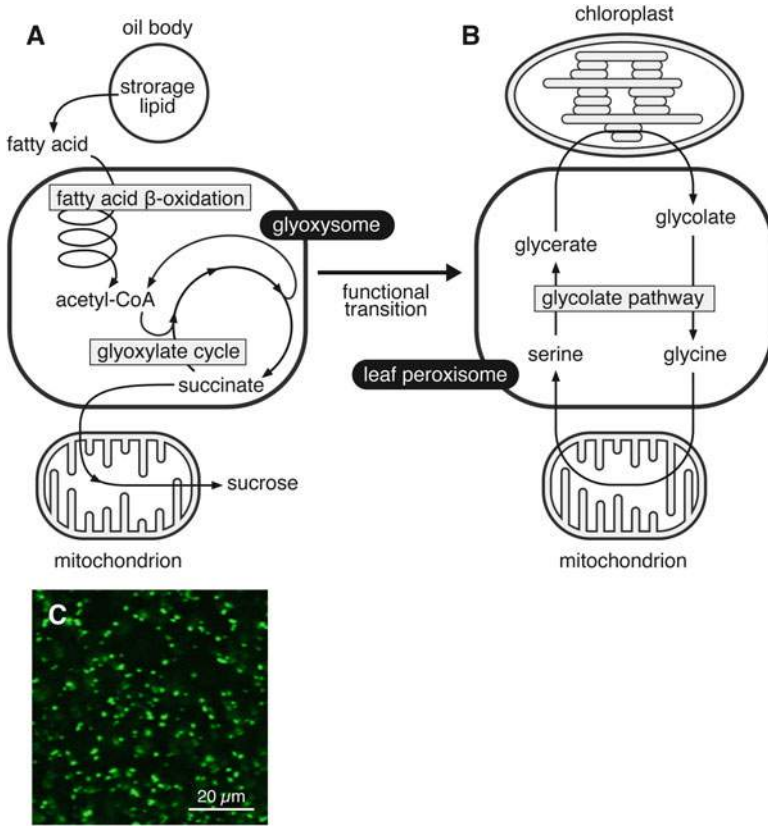 A
oil body
strorage
lipid
fatty acid
fatty acid β-oxidation
glyoxysome
acetyl-CoA
glyoxylate cycle
succinate
sucrose
mitochondrion
functional
transition
B
chloroplast
glycolate
glycerate
glycolate pathway
serine
glycine
leaf peroxisome
mitochondrion
C
20 µm